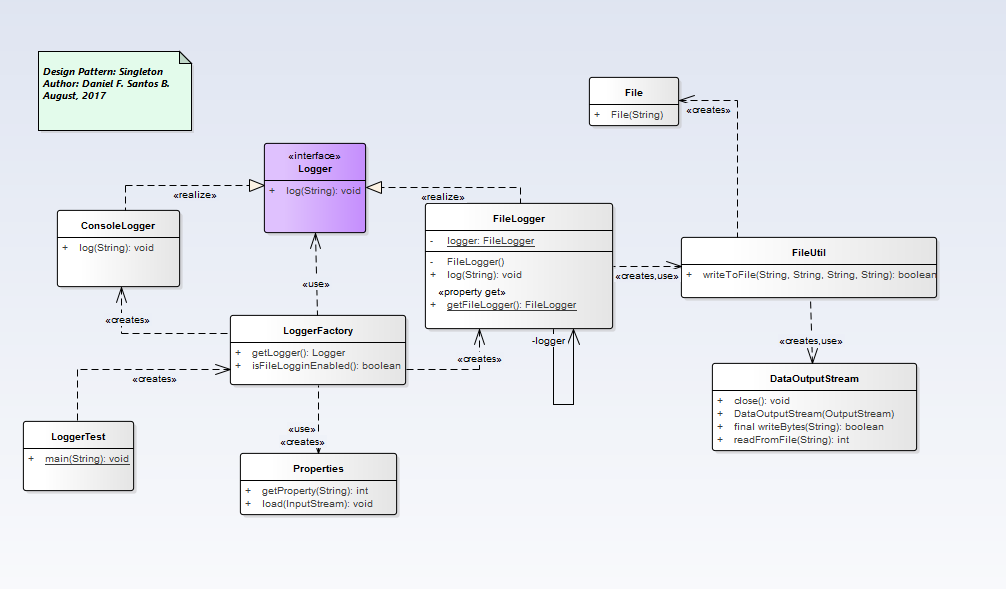 Design Pattern: Singleton
Author: Daniel F. Santos B.
August, 2017
File
+ File(String)
«creates»
«interface»
Logger
+ log(String): void
«realize»
«realize»
ConsoleLogger
+ log(String): void
FileLogger
- logger: FileLogger
- FileLogger()
+ log(String): void
«property get»
+ getFileLogger(): FileLogger
FileUtil
+ writeToFile(String, String, String, String): boolean
«creates,use»
«use»
«creates»
LoggerFactory
+ getLogger(): Logger
+ isFileLogginEnabled(): boolean
-logger
«creates»
«creates,use»
«creates»
DataOutputStream
+ close(): void
+ DataOutputStream(OutputStream)
+ final writeBytes(String): boolean
+ readFromFile(String): int
LoggerTest
+ main(String): void
«use»
«creates»
Properties
+ getProperty(String): int
+ load(InputStream): void